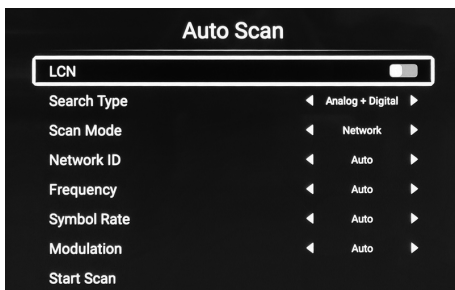 Auto Scan
LCN
Search Type Analog + Digital
Scan Mode Network
Network ID Auto
Frequency Auto
Symbol Rate Auto
Modulation Auto
Start Scan